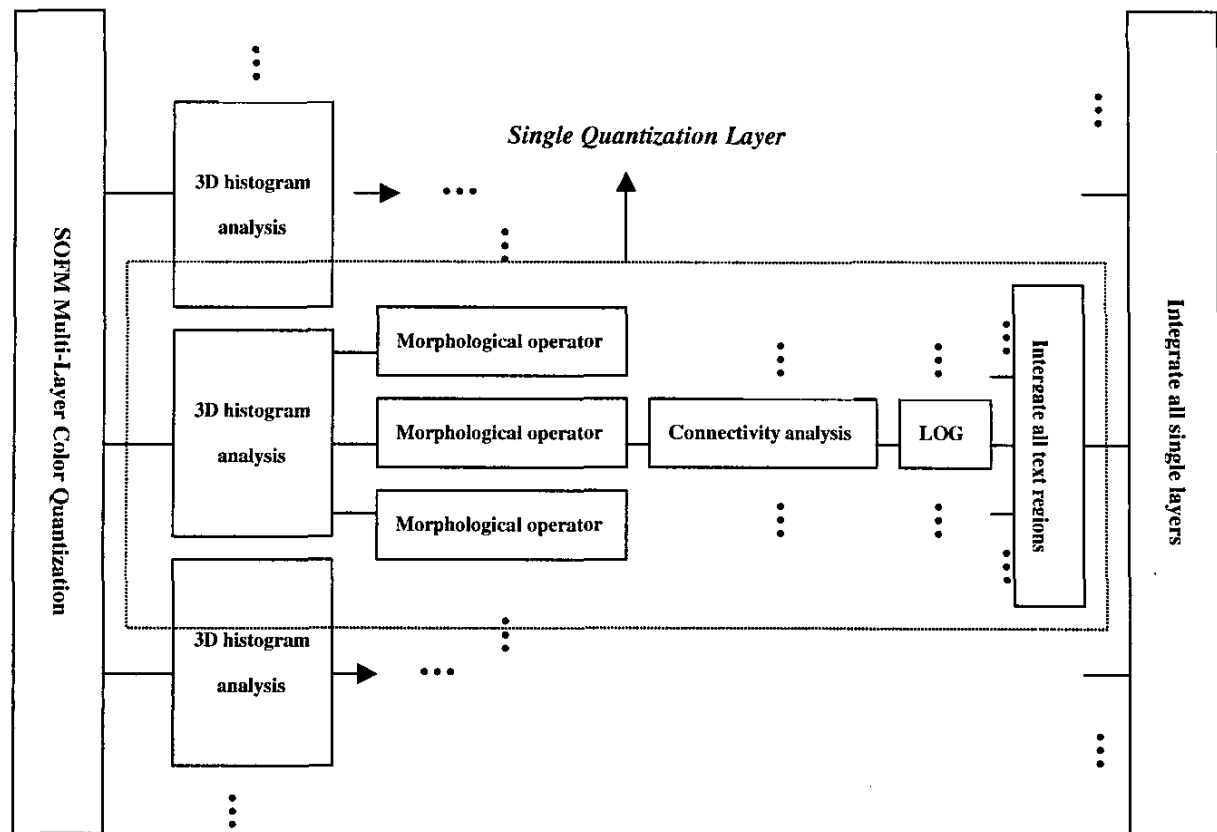 SOFM Multi-Layer Color Quantization
3D histogram
analysis
Single Quantization Layer
3D histogram
analysis
Morphological operator
Morphological operator
Morphological operator
Connectivity analysis
LOG
Intergate all text regions
3D histogram
analysis
Integrate all single layers